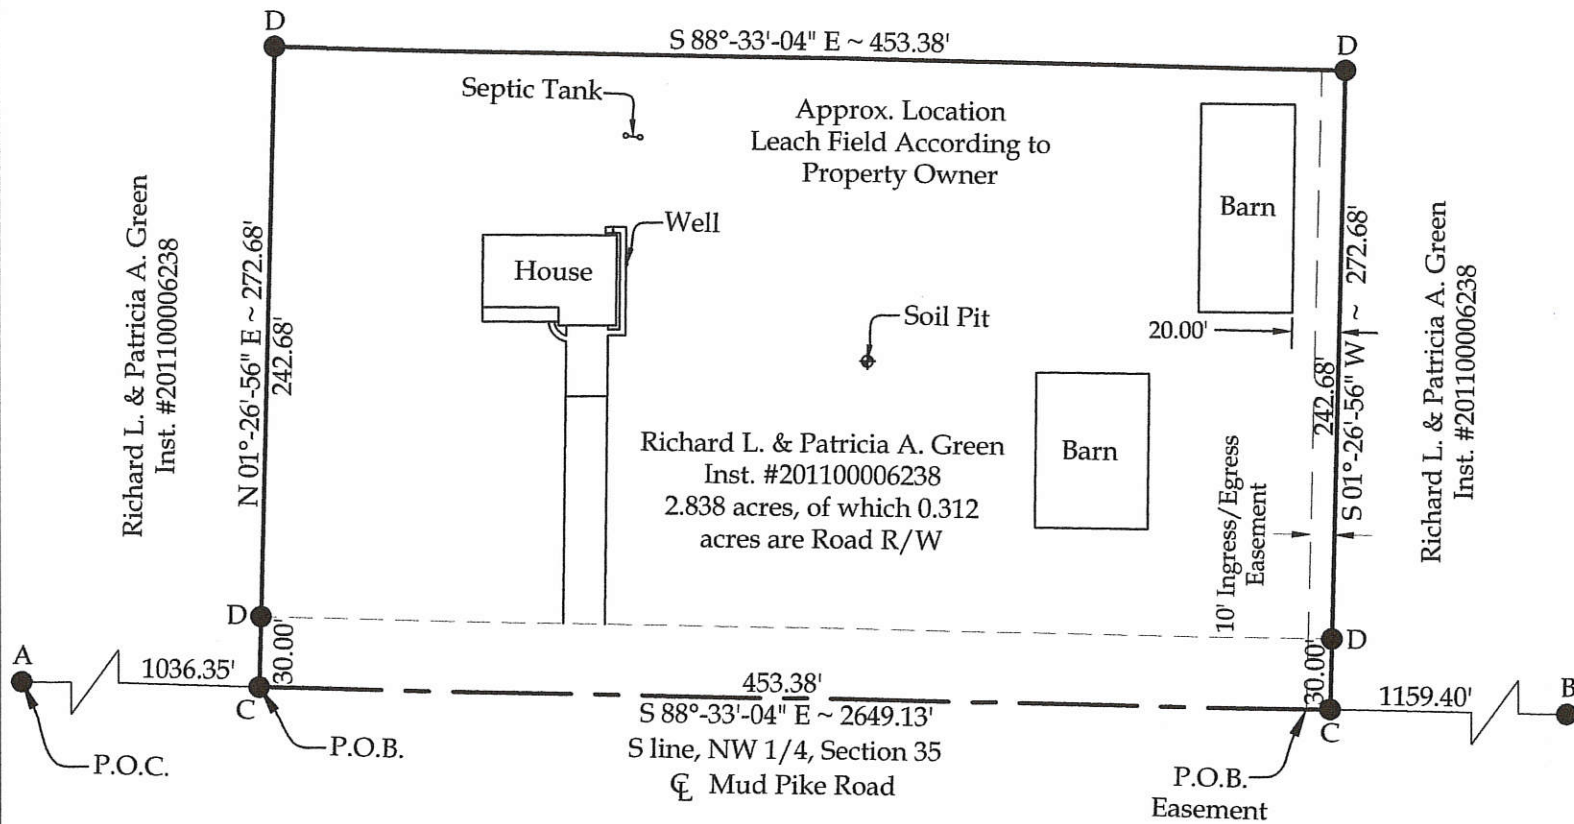 D
S 88°-33'-04" E ~ 453.38'
D
Septic Tank
Approx. Location
Leach Field According to
Property Owner
Barn
Well
House
Richard L. & Patricia A. Green
Inst. #201100006238
N 01°-26'-56" E ~ 272.68'
242.68'
Soil Pit
20.00'
S 01°-26'-56" W ~ 272.68'
242.68'
Richard L. & Patricia A. Green
Inst. #201100006238
Richard L. & Patricia A. Green
Inst. #201100006238
2.838 acres, of which 0.312
acres are Road R/W
Barn
10' Ingress/Egress
Easement
D
30.00'
D
30.00'
A
1036.35'
C
453.38'
S 88°-33'-04" E ~ 2649.13'
S line, NW 1/4, Section 35
℄ Mud Pike Road
1159.40'
B
C
P.O.C.
P.O.B.
P.O.B.
Easement